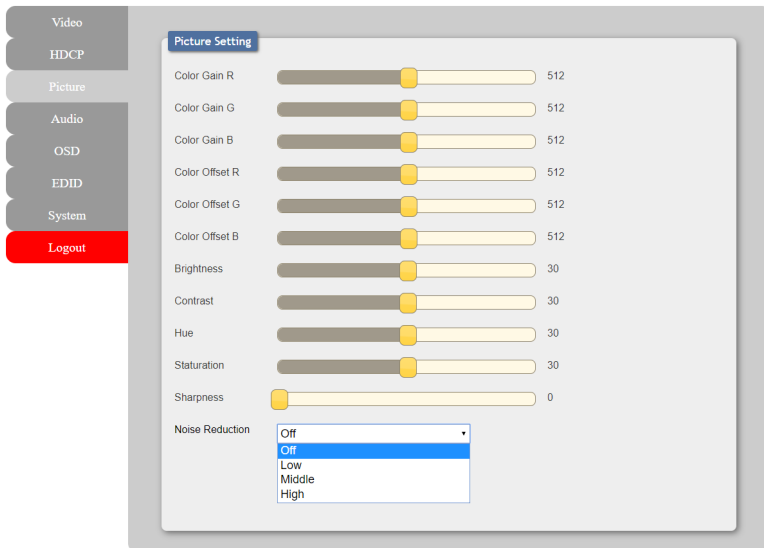 Video
HDCP
Picture
Audio
OSD
EDID
System
Logout
Picture Setting
Color Gain R 512
Color Gain G 512
Color Gain B 512
Color Offset R 512
Color Offset G 512
Color Offset B 512
Brightness 30
Contrast 30
Hue 30
Staturation 30
Sharpness 0
Noise Reduction Off
Off
Low
Middle
High